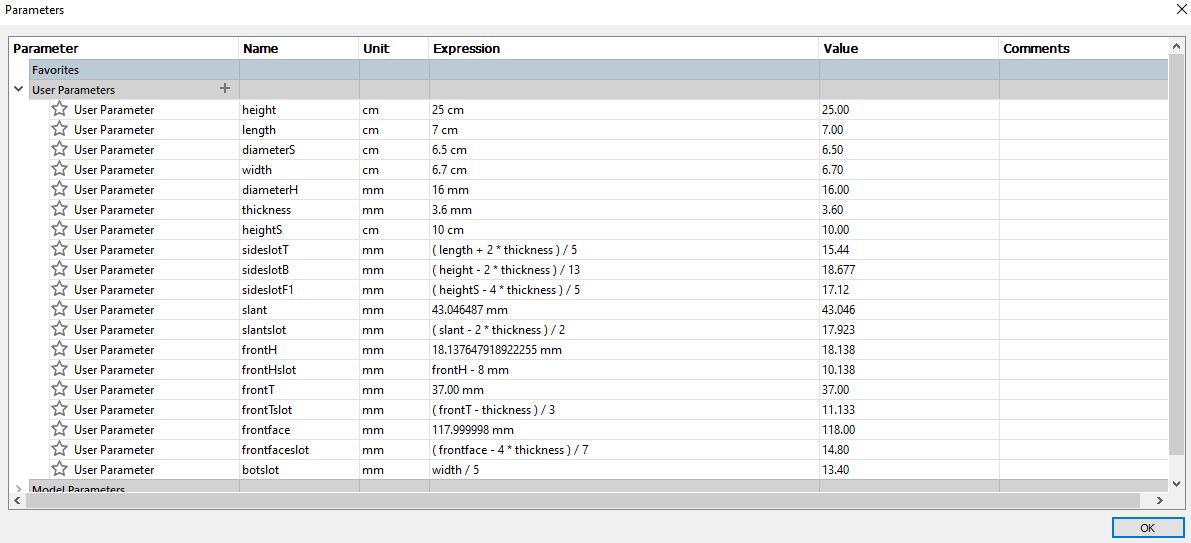 Parameters
Parameter Name Unit Expression Value Comments
Favorites
User Parameters +
User Parameter height cm 25 cm 25.00
User Parameter length cm 7 cm 7.00
User Parameter diameterS cm 6.5 cm 6.50
User Parameter width cm 6.7 cm 6.70
User Parameter diameterH mm 16 mm 16.00
User Parameter thickness mm 3.6 mm 3.60
User Parameter heightS cm 10 cm 10.00
User Parameter sideslotT mm ( length + 2 * thickness ) / 5 15.44
User Parameter sideslotB mm ( height - 2 * thickness ) / 13 18.677
User Parameter sideslotF1 mm ( heightS - 4 * thickness ) / 5 17.12
User Parameter slant mm 43.046487 mm 43.046
User Parameter slantslot mm ( slant - 2 * thickness ) / 2 17.923
User Parameter frontH mm 18.137647918922255 mm 18.138
User Parameter frontHslot mm frontH - 8 mm 10.138
User Parameter frontT mm 37.00 mm 37.00
User Parameter frontTslot mm ( frontT - thickness ) / 3 11.133
User Parameter frontface mm 117.999998 mm 118.00
User Parameter frontfaceslot mm ( frontface - 4 * thickness ) / 7 14.80
User Parameter botslot mm width / 5 13.40
Model Parameters
OK